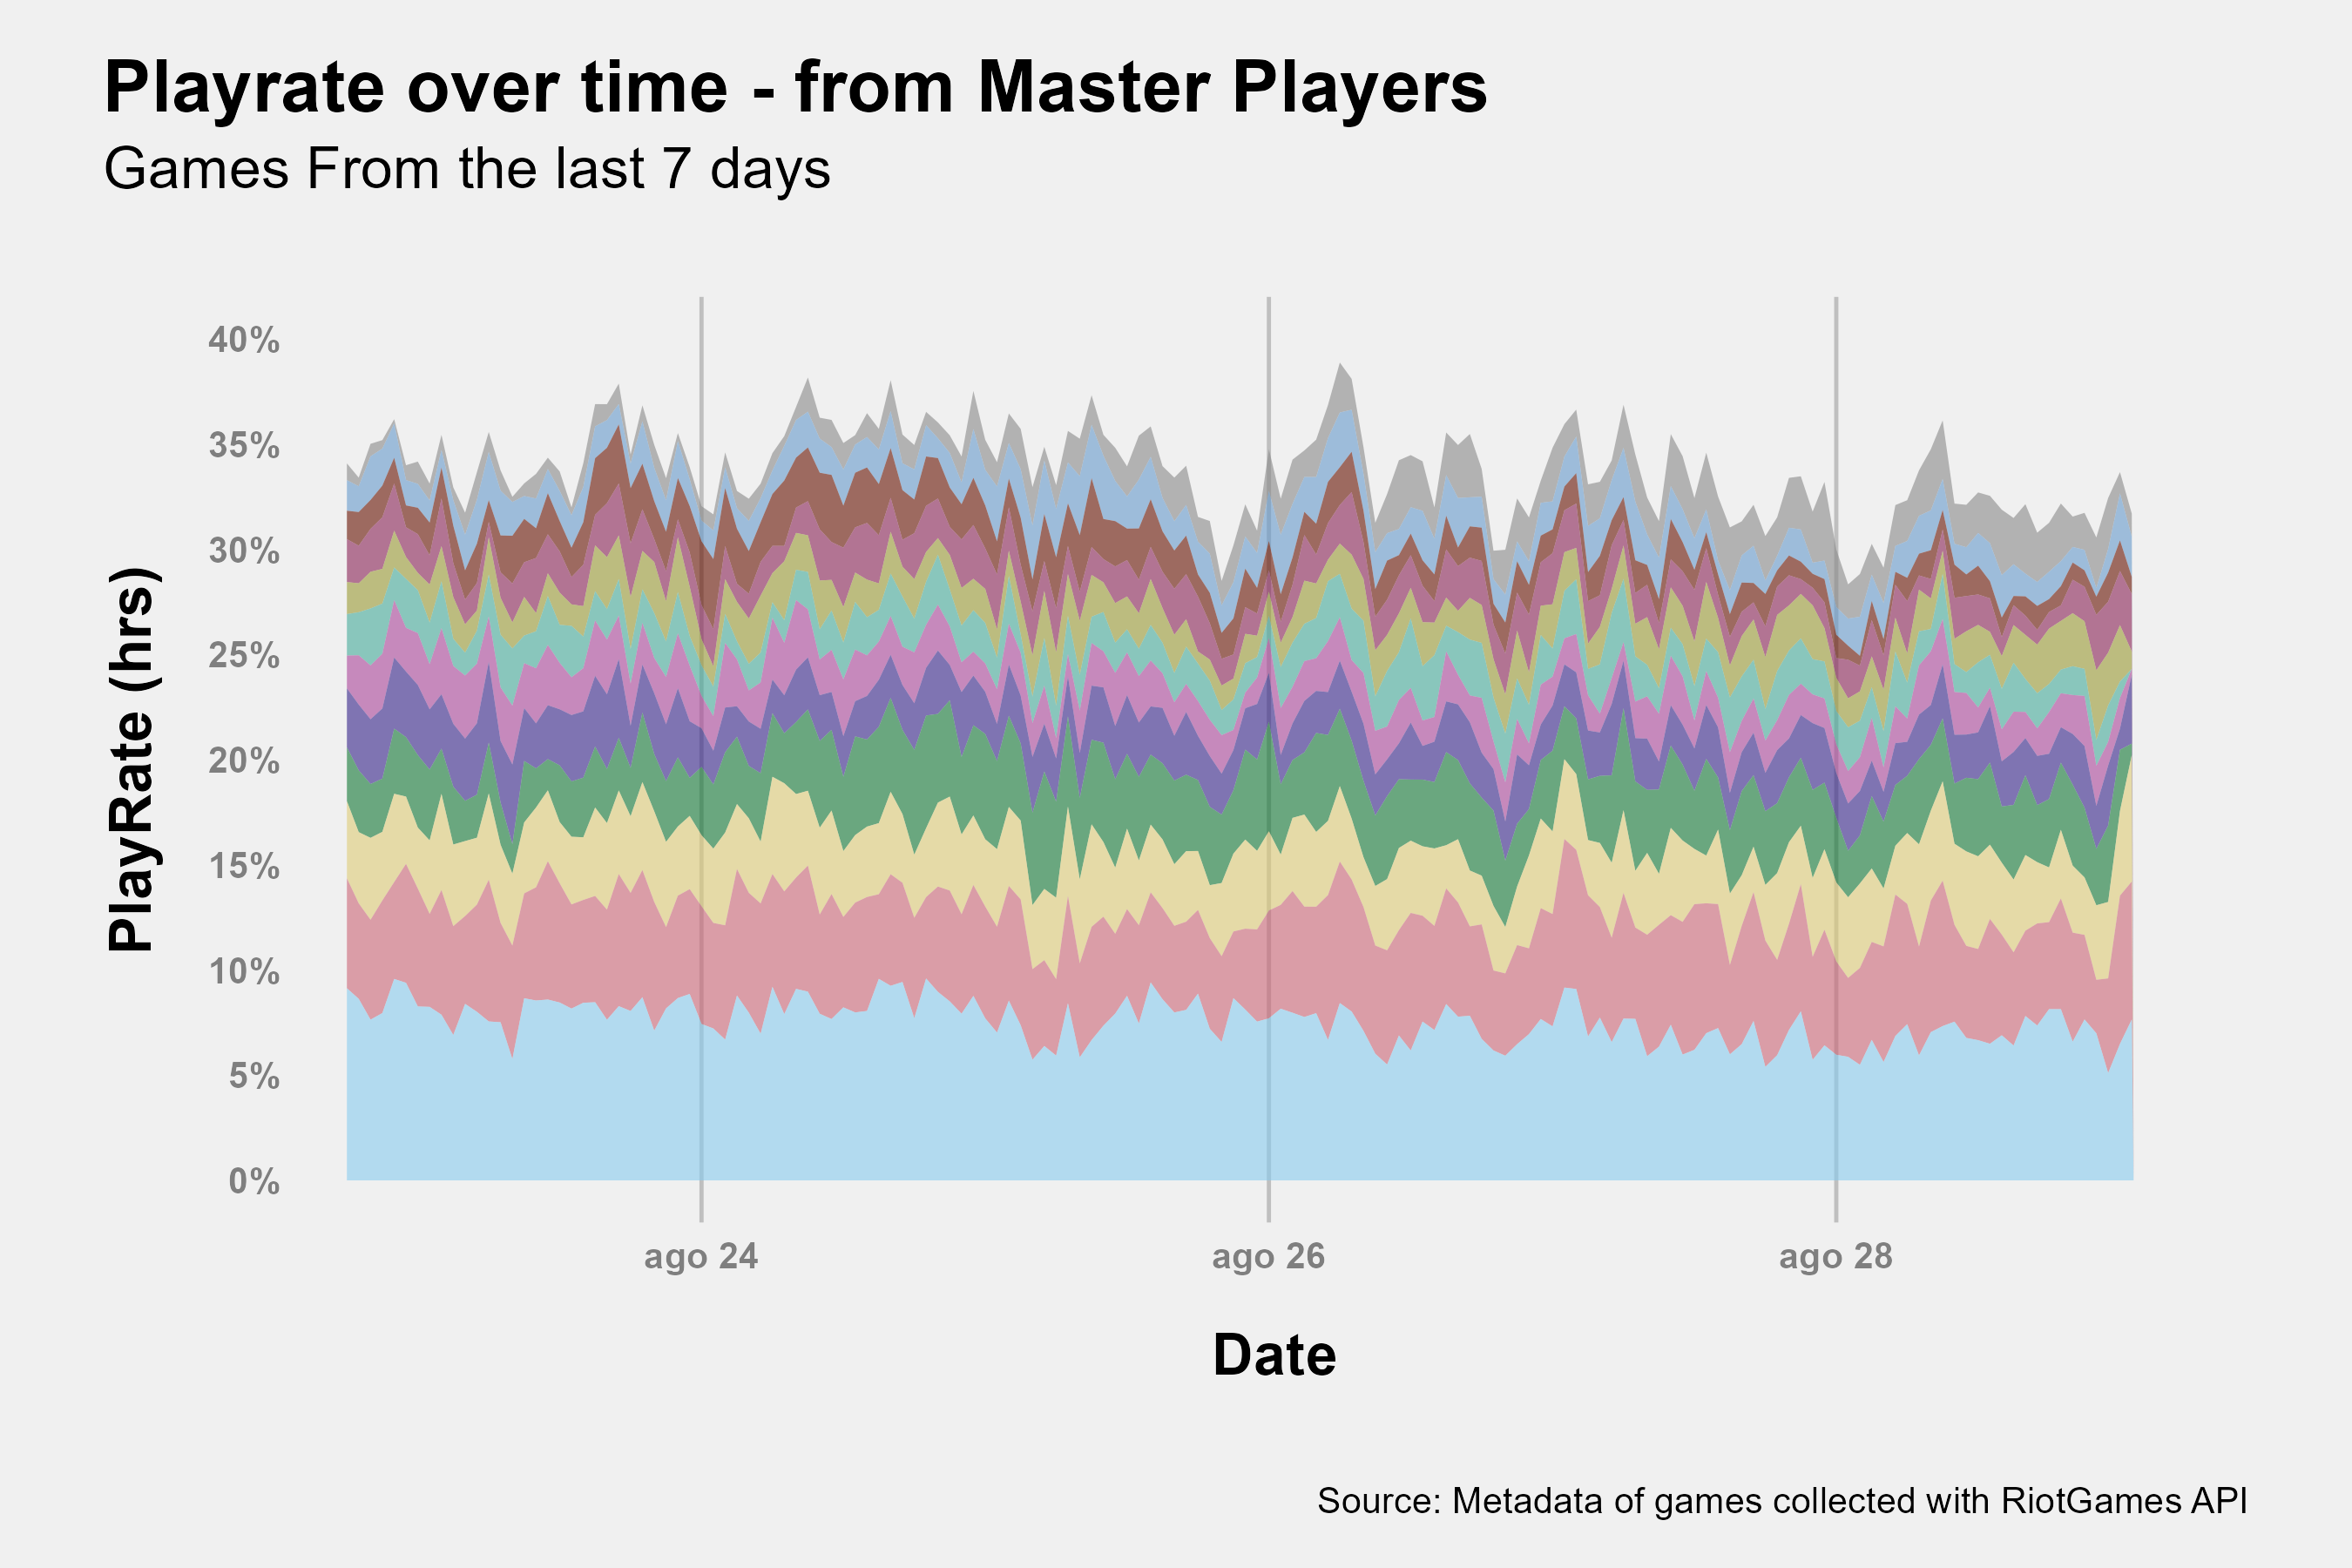 Playrate over time - from Master Players
Games From the last 7 days
40%
35%
30%
25%
20%
15%
10%
5%
0%
PlayRate (hrs)
ago 24
ago 26
ago 28
Date
Source: Metadata of games collected with RiotGames API